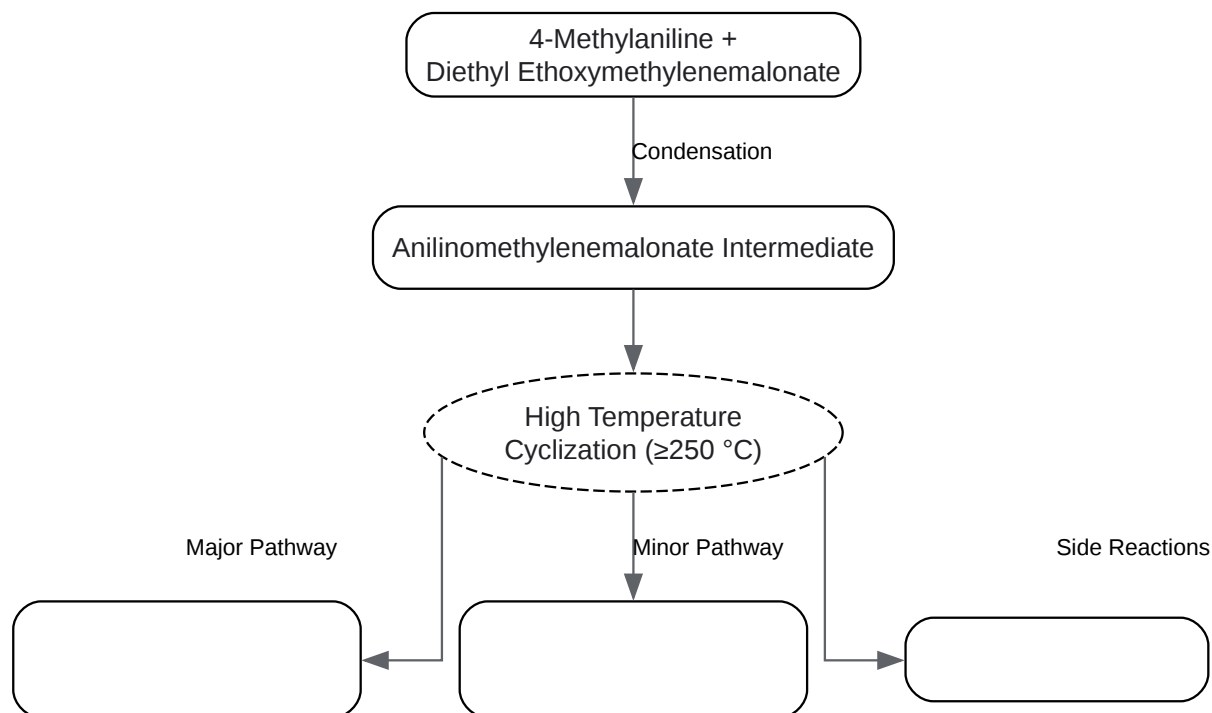 4-Methylaniline +
Diethyl Ethoxymethylenemalonate
Condensation
Anilinomethylenemalonate Intermediate
High Temperature
Cyclization (≥250 °C)
Major Pathway
Minor Pathway
Side Reactions